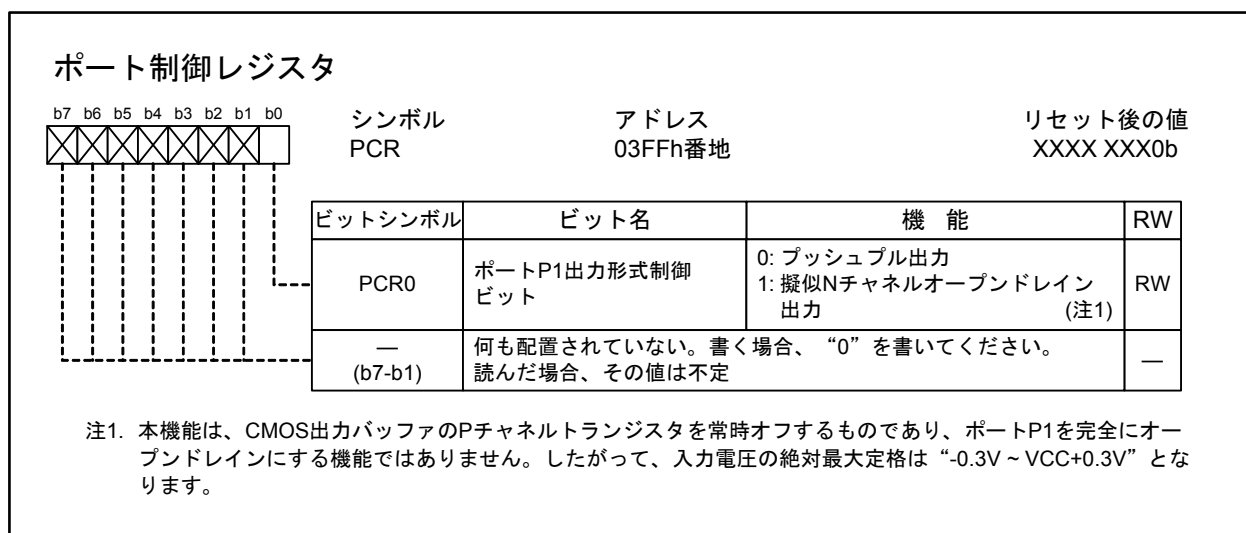 ポート制御レジスタ
b7 b6 b5 b4 b3 b2 b1 b0
シンボル アドレス リセット後の値
PCR 03FFh番地 XXXX XXX0b
ビットシンボル ビット名 機 能 RW
PCR0 ポートP1出力形式制御
ビット 0: プッシュプル出力
1: 擬似Nチャネルオープンドレイン
出力 (注1) RW
—
(b7-b1) 何も配置されていない。書く場合、“0”を書いてください。
読んだ場合、その値は不定 —
注1. 本機能は、CMOS出力バッファのPチャネルトランジスタを常時オフするものであり、ポートP1を完全にオー
プンドレインにする機能ではありません。したがって、入力電圧の絶対最大定格は“-0.3V ~ VCC+0.3V”とな
ります。